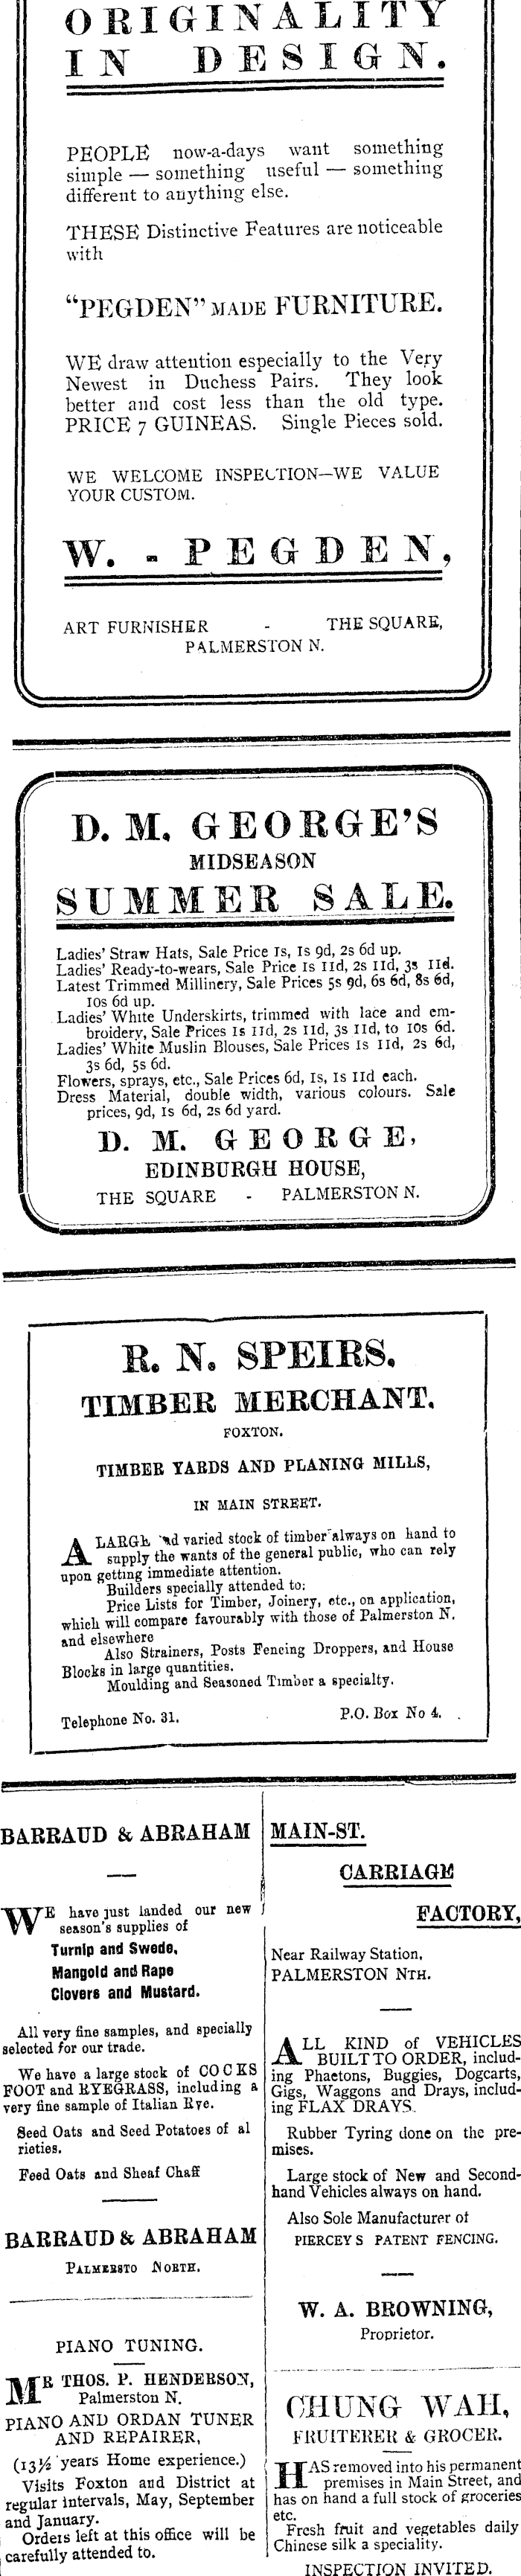 ORIGINALITY
IN DESIGN.
PEOPLE now-a-days want something
simple — something useful — something
different to anything else.
THESE Distinctive Features are noticeable
with
"PEGDEN" MADE FURNITURE.
WE draw attention especially to the Very
Newest in Duchess Pairs. They look
better and cost less than the old type.
PRICE 7 GUINEAS. Single Pieces sold.
WE WELCOME INSPECTION—WE VALUE
YOUR CUSTOM.
W. - PEGDEN,
ART FURNISHER - THE SQUARE,
PALMERSTON N.
D. M. GEORGE'S
MIDSEASON
SUMMER SALE.
Ladies' Straw Hats, Sale Price 1s, 1s 9d, 2s 6d up.
Ladies' Ready-to-wears, Sale Price 1s 11d, 2s 11d, 3s 11d.
Latest Trimmed Millinery, Sale Prices 5s 9d, 6s 6d, 8s 6d,
10s 6d up.
Ladies' White Underskirts, trimmed with lace and em-
broidery, Sale Prices 1s 11d, 2s 11d, 3s 11d, to 10s 6d.
Ladies' White Muslin Blouses, Sale Prices 1s 11d, 2s 6d,
3s 6d, 5s 6d.
Flowers, sprays, etc., Sale Prices 6d, 1s, 1s 11d each.
Dress Material, double width, various colours. Sale
prices, 9d, 1s 6d, 2s 6d yard.
D. M. GEORGE,
EDINBURGH HOUSE,
THE SQUARE - PALMERSTON N.
R. N. SPEIRS.
TIMBER MERCHANT.
FOXTON.
TIMBER YARDS AND PLANING MILLS,
IN MAIN STREET.
A LARGE varied stock of timber always on hand to
supply the wants of the general public, who can rely
upon getting immediate attention.
Builders specially attended to;
Price Lists for Timber, Joinery, etc., on application,
which will compare favourably with those of Palmerston N.
and elsewhere
Also Strainers, Posts Fencing Droppers, and House
Blocks in large quantities.
Moulding and Seasoned Timber a specialty.
Telephone No. 31. P.O. Box No 4.
BARRAUD & ABRAHAM
WE have just landed our new
season's supplies of
Turnip and Swede,
Mangold and Rape
Clovers and Mustard.
All very fine samples, and specially
selected for our trade.
We have a large stock of COCKS
FOOT and RYEGRASS, including a
very fine sample of Italian Rye.
Seed Oats and Seed Potatoes of al
rieties.
Feed Oats and Sheaf Chaff
BARRAUD & ABRAHAM
PALMERSTO NORTH.
PIANO TUNING.
MR THOS. P. HENDERSON,
Palmerston N.
PIANO AND ORDAN TUNER
AND REPAIRER,
(13½ years Home experience.)
Visits Foxton and District at
regular intervals, May, September
and January.
Orders left at this office will be
carefully attended to.
MAIN-ST.
CARRIAGE
FACTORY,
Near Railway Station,
PALMERSTON NTH.
ALL KIND of VEHICLES
BUILT TO ORDER, includ-
ing Phaetons, Buggies, Dogcarts,
Gigs, Waggons and Drays, includ-
ing FLAX DRAYS.
Rubber Tyring done on the pre-
mises.
Large stock of New and Second-
hand Vehicles always on hand.
Also Sole Manufacturer of
PIERCEY S PATENT FENCING.
W. A. BROWNING,
Proprietor.
CHUNG WAH,
FRUITERER & GROCER.
HAS removed into his permanent
premises in Main Street, and
has on hand a full stock of groceries
etc.
Fresh fruit and vegetables daily
Chinese silk a speciality.
INSPECTION INVITED.